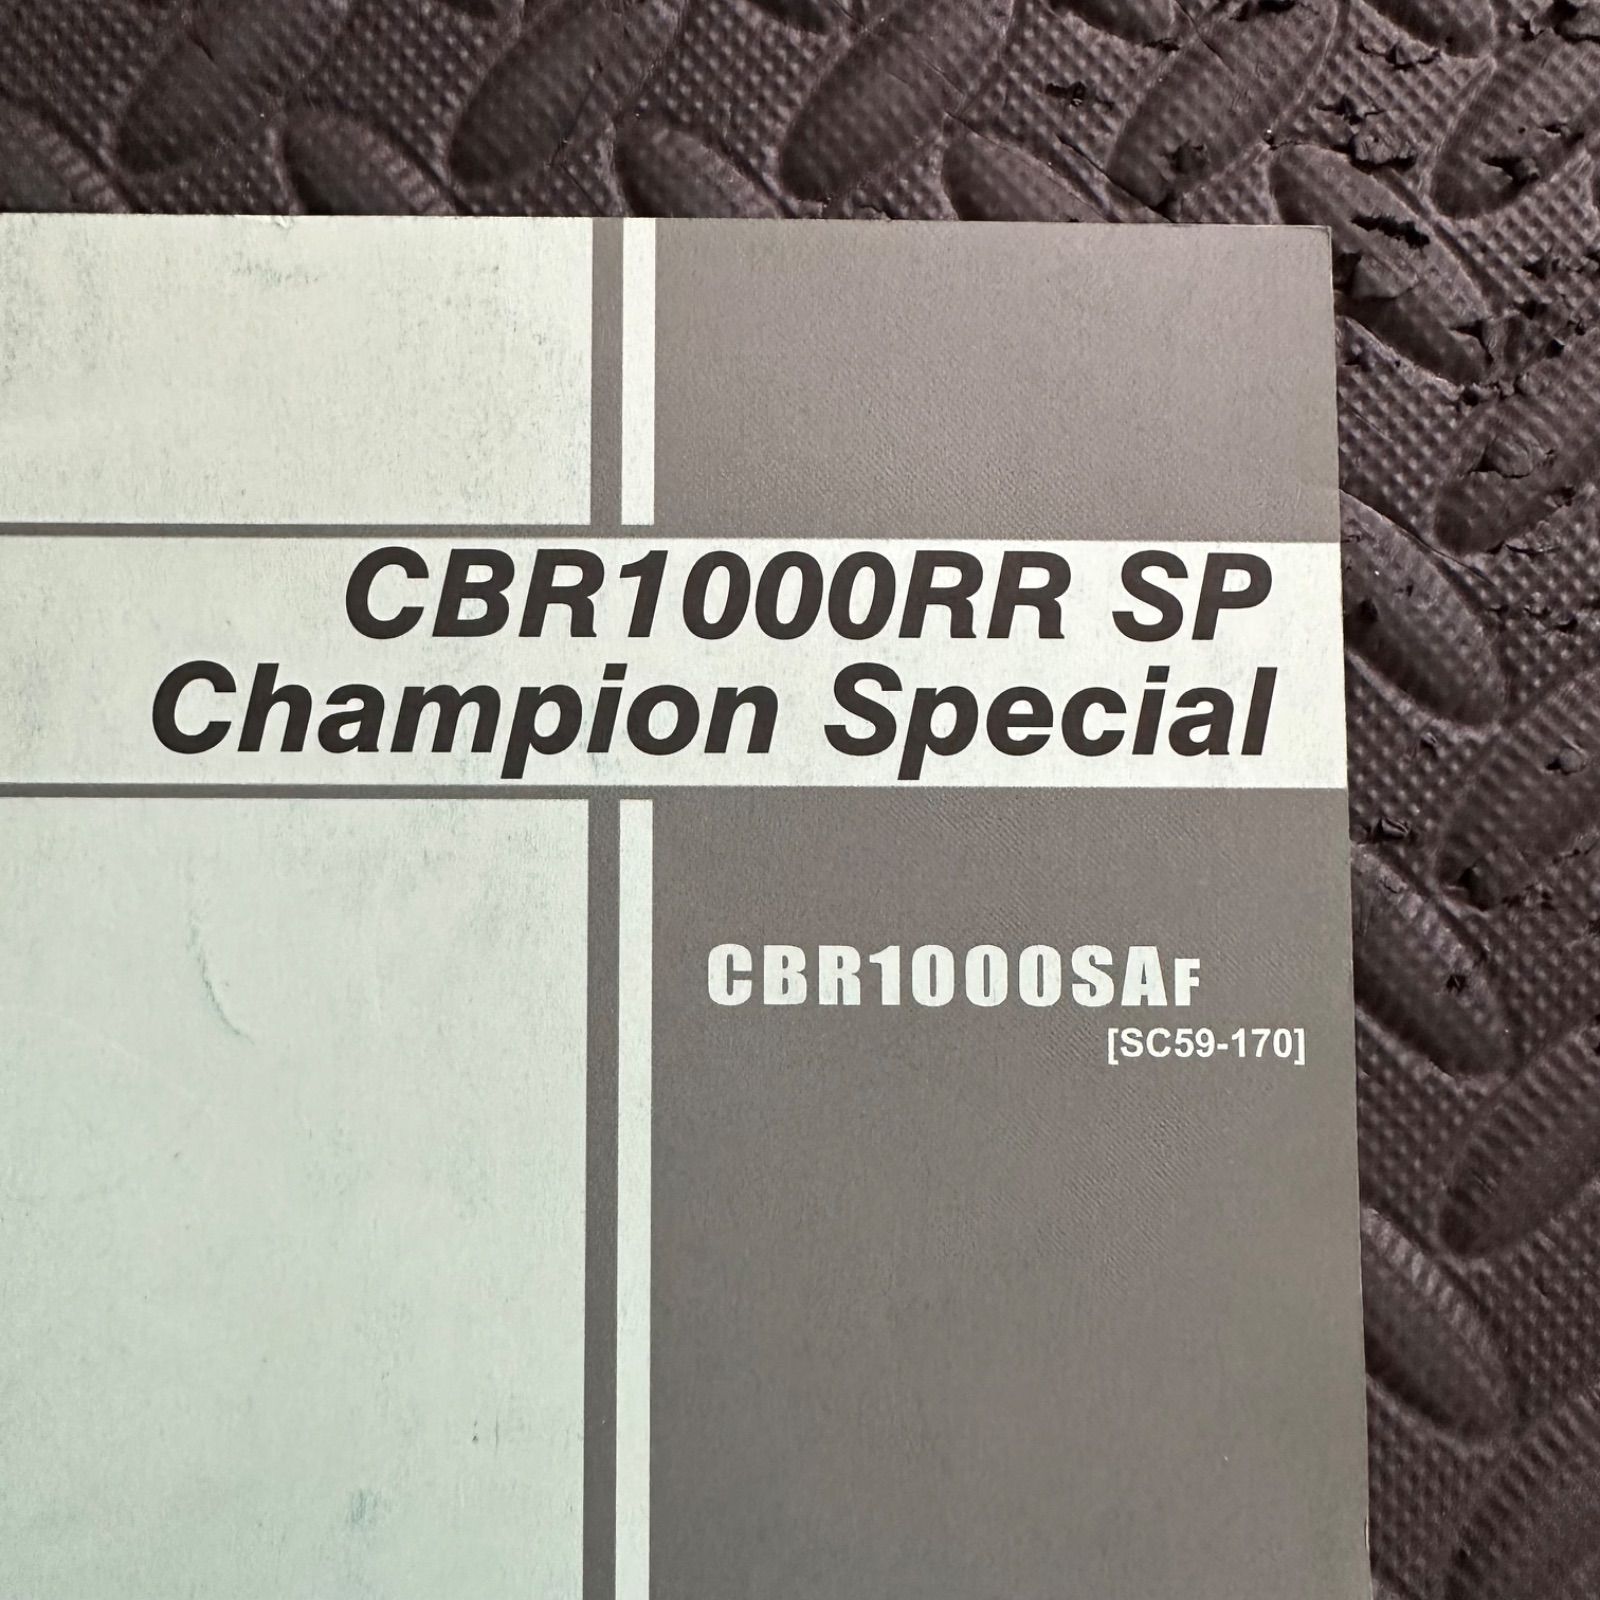 CBR1000RR SP
Champion Special
CBR1000SAF
[SC59-170]